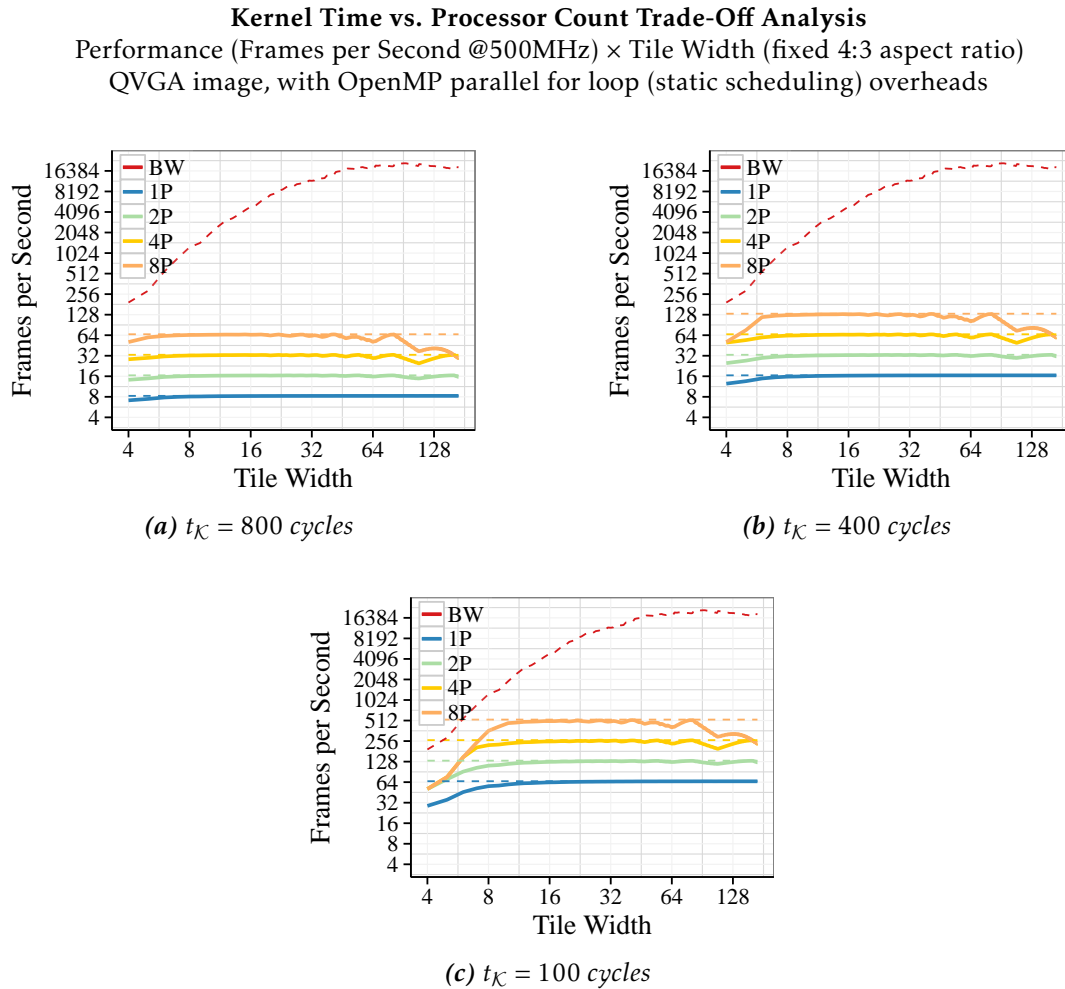 Kernel Time vs. Processor Count Trade-Off Analysis
Performance (Frames per Second @500MHz) × Tile Width (fixed 4:3 aspect ratio)
QVGA image, with OpenMP parallel for loop (static scheduling) overheads
Frames per Second
16384
8192
4096
2048
1024
512
256
128
64
32
16
8
4
BW
1P
2P
4P
8P
4 8 16 32 64 128
Tile Width
(a) t𝒦 = 800 cycles
Frames per Second
16384
8192
4096
2048
1024
512
256
128
64
32
16
8
4
BW
1P
2P
4P
8P
4 8 16 32 64 128
Tile Width
(b) t𝒦 = 400 cycles
Frames per Second
16384
8192
4096
2048
1024
512
256
128
64
32
16
8
4
BW
1P
2P
4P
8P
4 8 16 32 64 128
Tile Width
(c) t𝒦 = 100 cycles